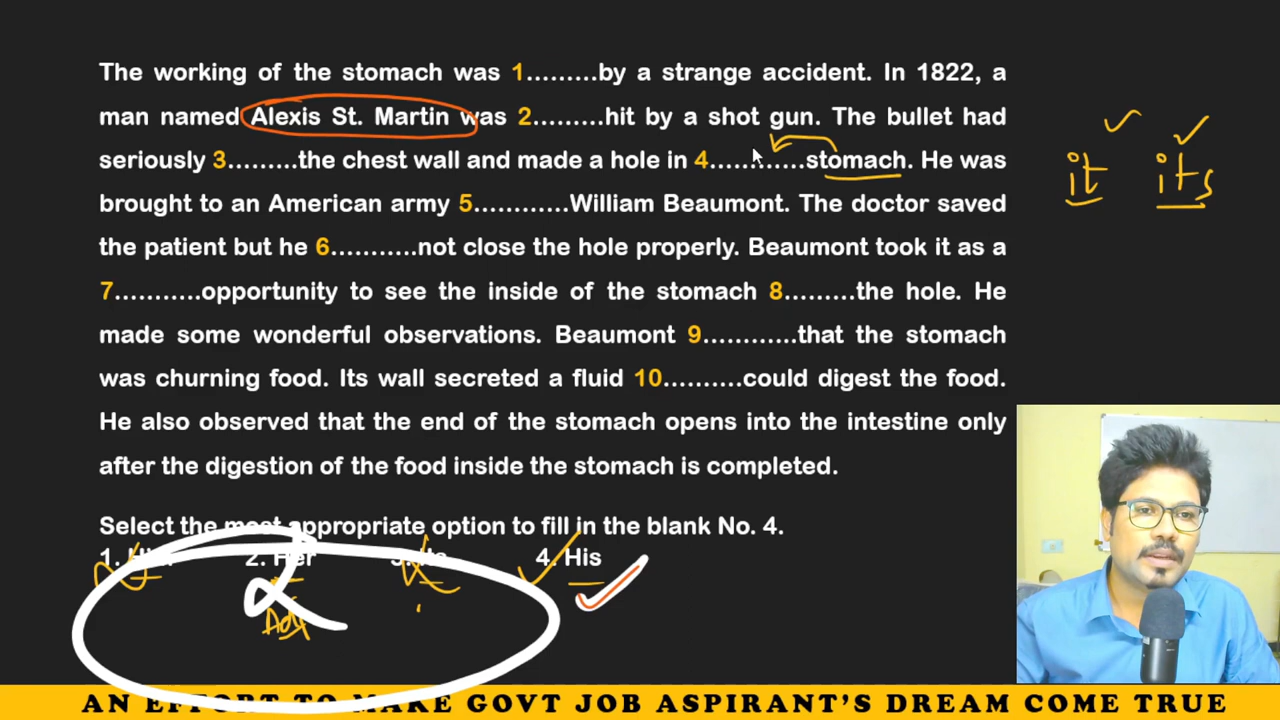 The working of the stomach was 1.........by a strange accident. In 1822, a
man named Alexis St. Martin was 2.........hit by a shot gun. The bullet had
seriously 3.........the chest wall and made a hole in 4............stomach. He was
brought to an American army 5............William Beaumont. The doctor saved
the patient but he 6...........not close the hole properly. Beaumont took it as a
7...........opportunity to see the inside of the stomach 8.........the hole. He
made some wonderful observations. Beaumont 9............that the stomach
was churning food. Its wall secreted a fluid 10..........could digest the food.
He also observed that the end of the stomach opens into the intestine only
after the digestion of the food inside the stomach is completed.
it its
Select the most appropriate option to fill in the blank No. 4.
1. 2. Her 3. Its 4. His
Adj
AN EFFORT TO MAKE GOVT JOB ASPIRANT'S DREAM COME TRUE